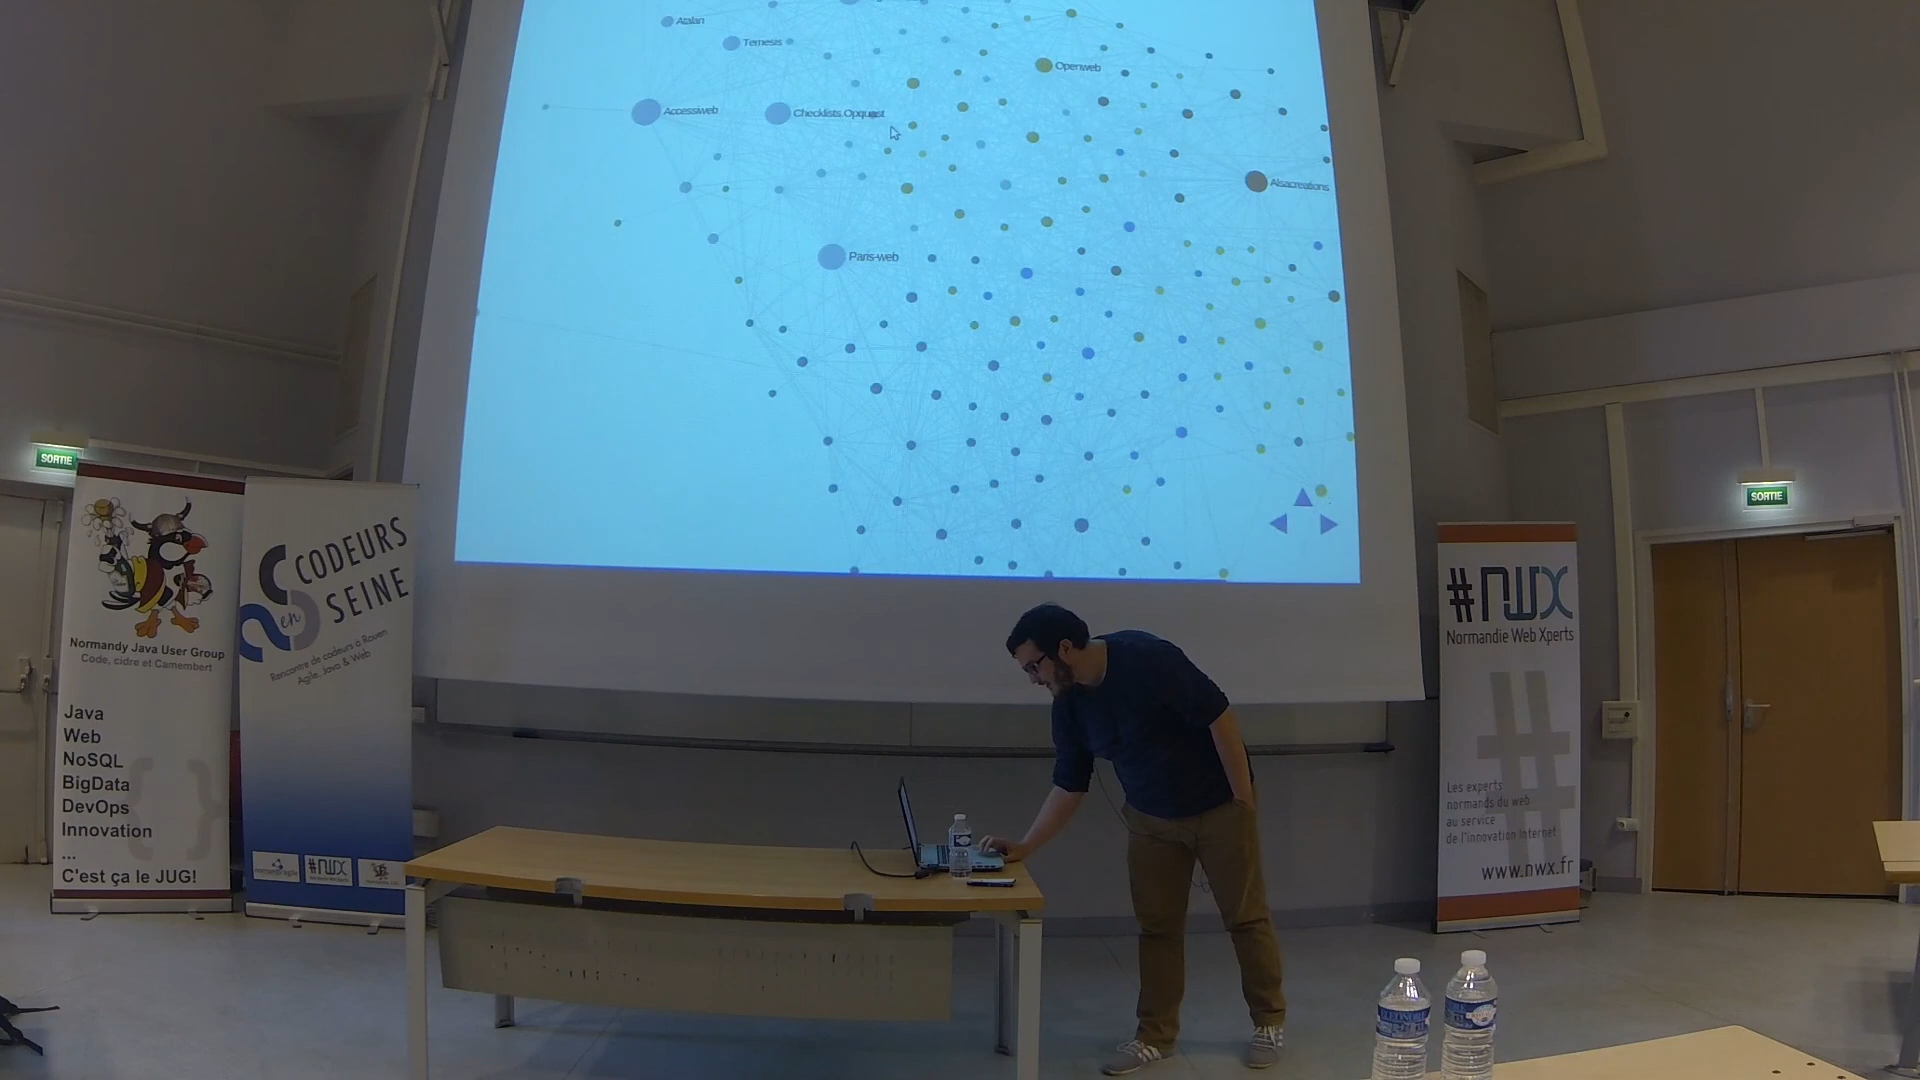 Atalan
Temesis
Openweb
Accessiweb
Checklists.Opquast
Alsacreations
Paris-web
SORTIE
SORTIE
Normandy Java User Group
Code, cidre et Camembert
Java
Web
NoSQL
BigData
DevOps
Innovation
...
C'est ça le JUG!
CODEURS
en
SEINE
Rencontre de codeurs à Rouen
Agile, Java & Web
#nwx
#nwx
Normandie Web Xperts
Les experts
normands du web
au service
de l'innovation Internet
www.nwx.fr